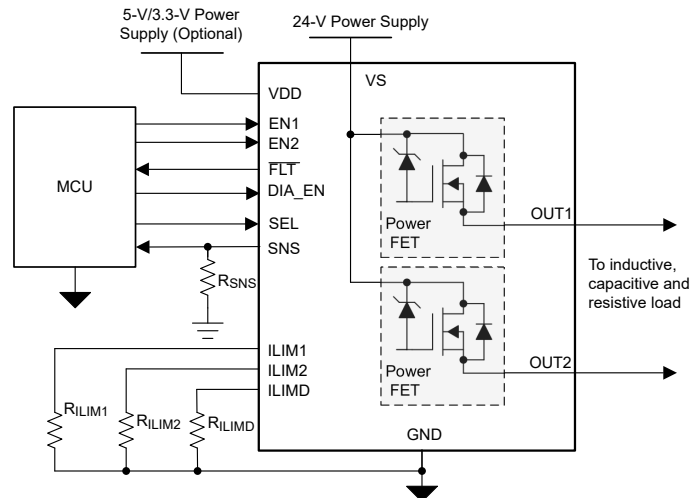 5-V/3.3-V Power
Supply (Optional)
24-V Power Supply
VS
VDD
EN1
EN2
FLT
DIA_EN
SEL
SNS
MCU
RSNS
Power
FET
OUT1
To inductive,
capacitive and
resistive load
Power
FET
OUT2
ILIM1
ILIM2
ILIMD
RILIM1
RILIM2
RILIMD
GND